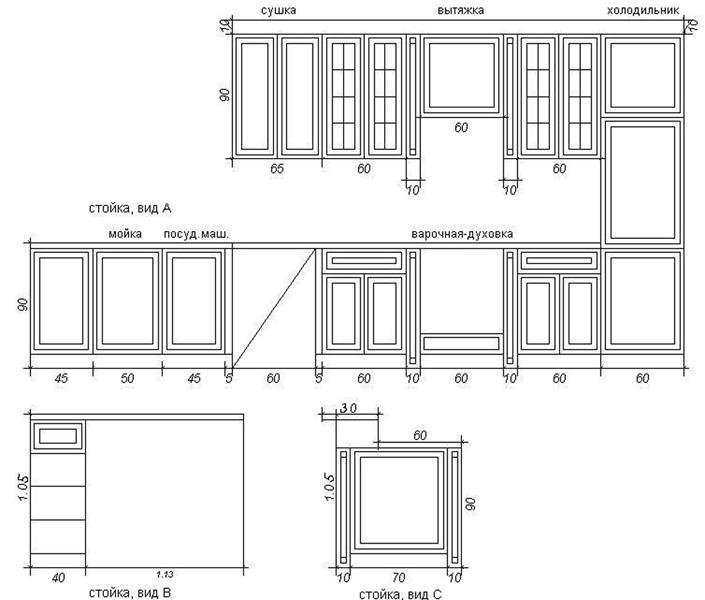 сушка вытяжка холодильник
10 10
90
60
65 60 60
10 10
стойка, вид А
мойка посуд.маш. варочная-духовка
90
45 50 45 5 60 5 60 10 60 10 60 60
30
60
1.05 1.05 90
40 1.13 10 70 10
стойка, вид В стойка, вид С